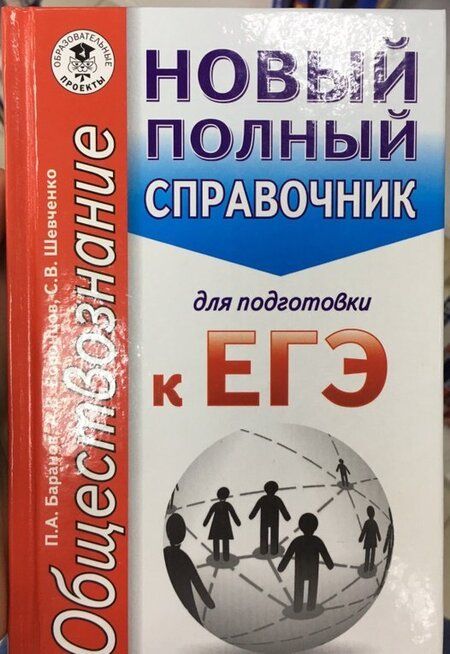 ОБРАЗОВАТЕЛЬНЫЕ
ПРОЕКТЫ
НОВЫЙ
ПОЛНЫЙ
СПРАВОЧНИК
для подготовки
к ЕГЭ
П.А. Баранов, С.В. Шевченко
Обществознание